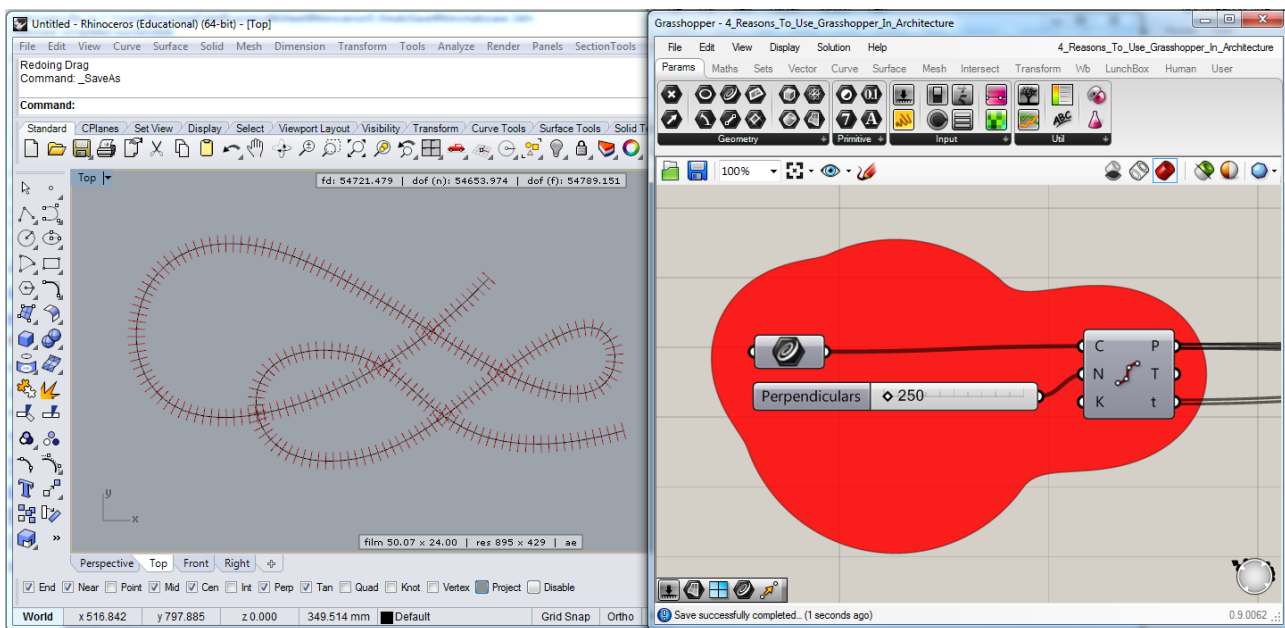 Untitled - Rhinoceros (Educational) (64-bit) - [Top]
File Edit View Curve Surface Solid Mesh Dimension Transform Tools Analyze Render Panels SectionTools
Redoing Drag
Command: _SaveAs
Command:
Standard CPlanes Set View Display Select Viewport Layout Visibility Transform Curve Tools Surface Tools Solid T
Top
fd: 54721.479 | dof (n): 54653.974 | dof (f): 54789.151
y
x
film 50.07 x 24.00 | res 895 x 429 | ae
Perspective Top Front Right
End Near Point Mid Cen Int Perp Tan Quad Knot Vertex Project Disable
World x 516.842 y 797.885 z 0.000 349.514 mm Default Grid Snap Ortho
Grasshopper - 4_Reasons_To_Use_Grasshopper_In_Architecture
File Edit View Display Solution Help 4_Reasons_To_Use_Grasshopper_In_Architecture
Params Maths Sets Vector Curve Surface Mesh Intersect Transform Wb LunchBox Human User
0.1
7 A ABC
Geometry Primitive Input Util
100%
C P
N T
K t
Perpendiculars 250
Save successfully completed... (1 seconds ago) 0.9.0062